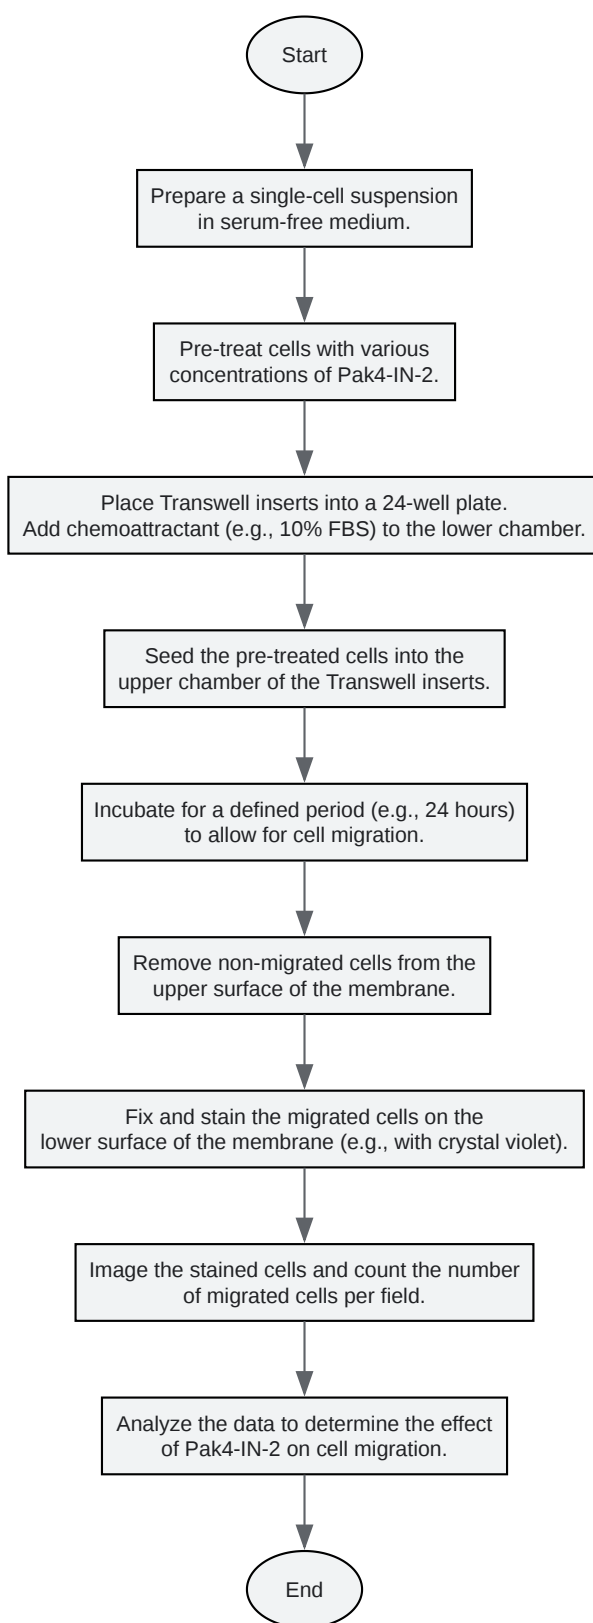 Start
Prepare a single-cell suspension
in serum-free medium.
Pre-treat cells with various
concentrations of Pak4-IN-2.
Place Transwell inserts into a 24-well plate.
Add chemoattractant (e.g., 10% FBS) to the lower chamber.
Seed the pre-treated cells into the
upper chamber of the Transwell inserts.
Incubate for a defined period (e.g., 24 hours)
to allow for cell migration.
Remove non-migrated cells from the
upper surface of the membrane.
Fix and stain the migrated cells on the
lower surface of the membrane (e.g., with crystal violet).
Image the stained cells and count the number
of migrated cells per field.
Analyze the data to determine the effect
of Pak4-IN-2 on cell migration.
End